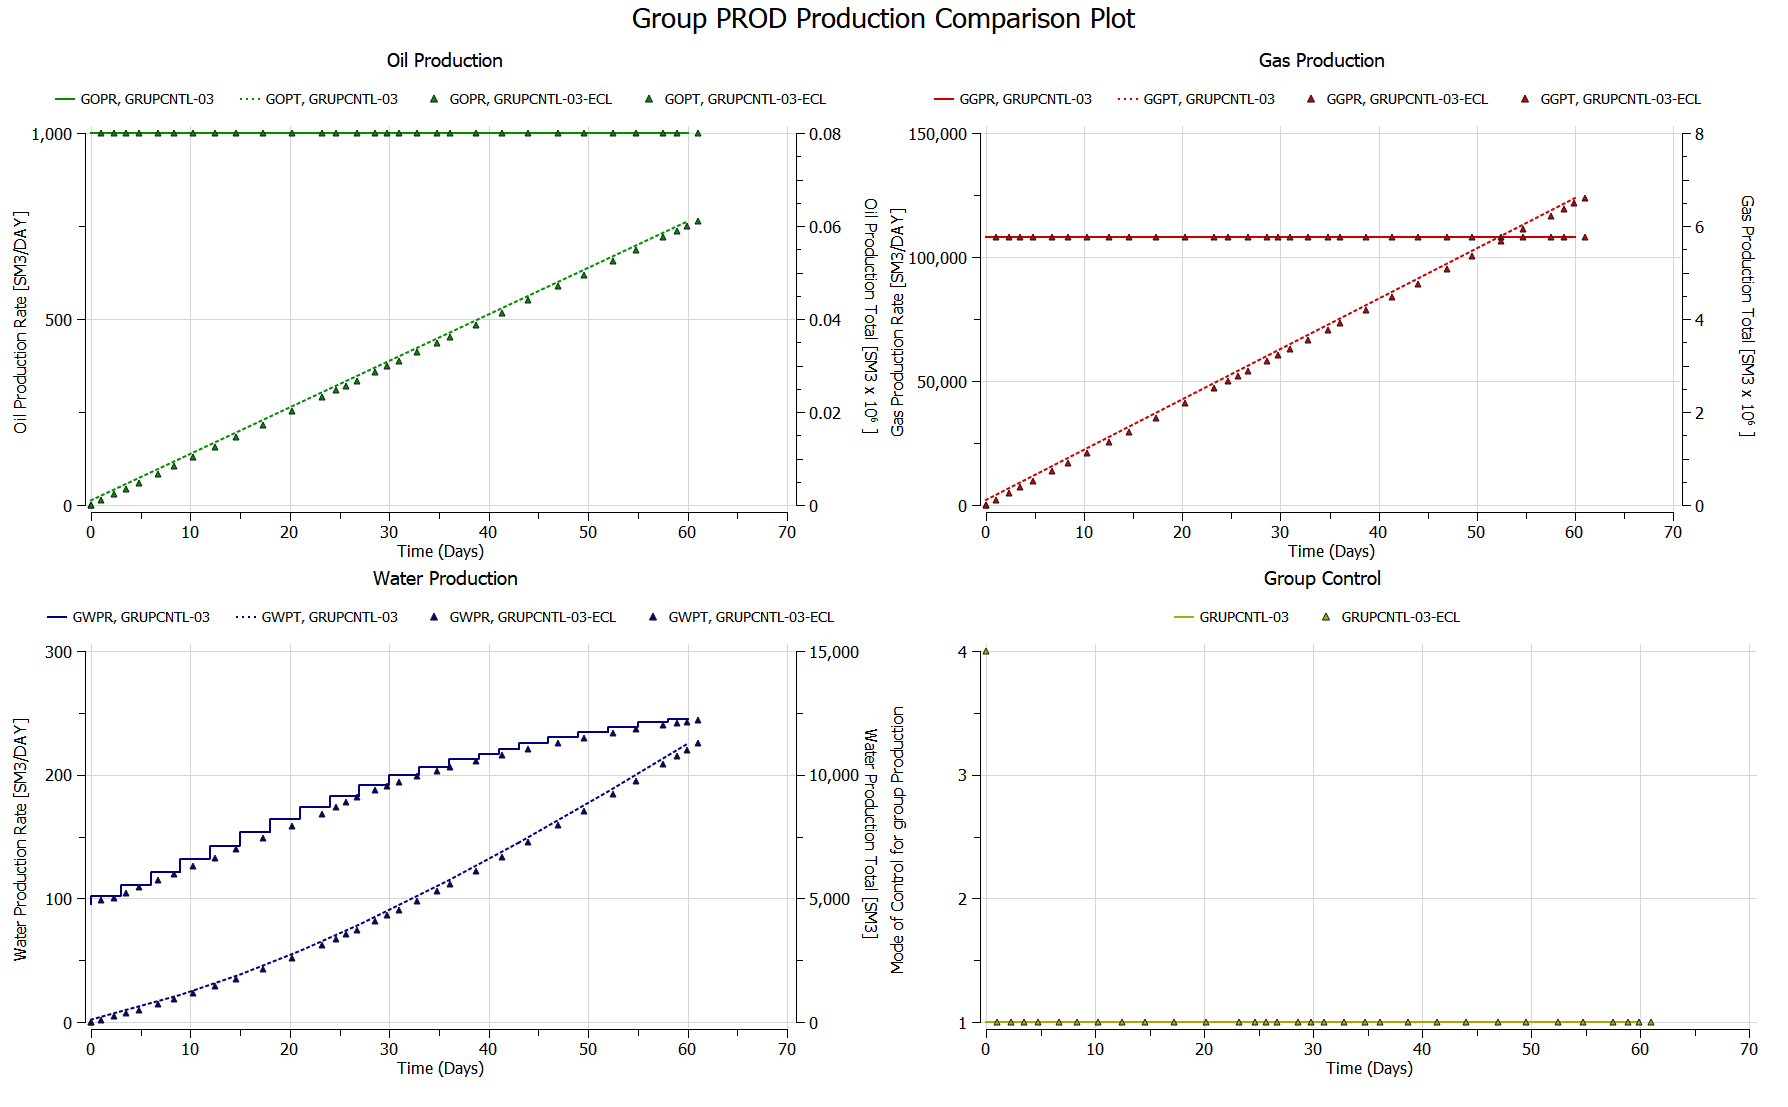 Group PROD Production Comparison Plot
Oil Production
GOPR, GRUPCNTL-03 GOPT, GRUPCNTL-03 GOPR, GRUPCNTL-03-ECL GOPT, GRUPCNTL-03-ECL
1,000
500
0
Oil Production Rate [SM3/DAY]
0.08
0.06
0.04
0.02
0
Oil Production Total [SM3 x 10⁶ ]
0 10 20 30 40 50 60 70
Time (Days)
Gas Production
GGPR, GRUPCNTL-03 GGPT, GRUPCNTL-03 GGPR, GRUPCNTL-03-ECL GGPT, GRUPCNTL-03-ECL
150,000
100,000
50,000
0
Gas Production Rate [SM3/DAY]
8
6
4
2
0
Gas Production Total [SM3 x 10⁶ ]
0 10 20 30 40 50 60 70
Time (Days)
Water Production
GWPR, GRUPCNTL-03 GWPT, GRUPCNTL-03 GWPR, GRUPCNTL-03-ECL GWPT, GRUPCNTL-03-ECL
300
200
100
0
Water Production Rate [SM3/DAY]
15,000
10,000
5,000
0
Water Production Total [SM3]
0 10 20 30 40 50 60 70
Time (Days)
Group Control
GRUPCNTL-03 GRUPCNTL-03-ECL
4
3
2
1
Mode of Control for group Production
0 10 20 30 40 50 60 70
Time (Days)